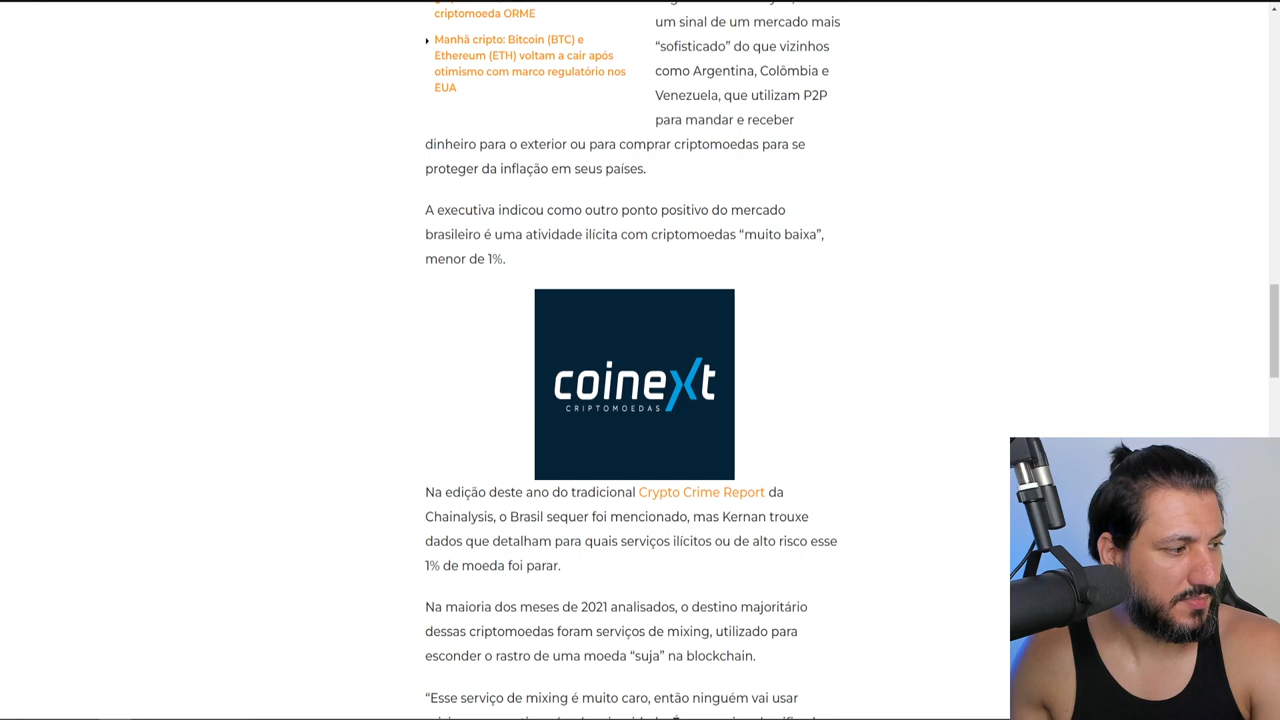 criptomoeda ORME
Manhã cripto: Bitcoin (BTC) e
Ethereum (ETH) voltam a cair após
otimismo com marco regulatório nos
EUA
um sinal de um mercado mais
“sofisticado” do que vizinhos
como Argentina, Colômbia e
Venezuela, que utilizam P2P
para mandar e receber
dinheiro para o exterior ou para comprar criptomoedas para se
proteger da inflação em seus países.
A executiva indicou como outro ponto positivo do mercado
brasileiro é uma atividade ilícita com criptomoedas “muito baixa”,
menor de 1%.
coinext
CRIPTOMOEDAS
Na edição deste ano do tradicional Crypto Crime Report da
Chainalysis, o Brasil sequer foi mencionado, mas Kernan trouxe
dados que detalham para quais serviços ilícitos ou de alto risco esse
1% de moeda foi parar.
Na maioria dos meses de 2021 analisados, o destino majoritário
dessas criptomoedas foram serviços de mixing, utilizado para
esconder o rastro de uma moeda “suja” na blockchain.
“Esse serviço de mixing é muito caro, então ninguém vai usar